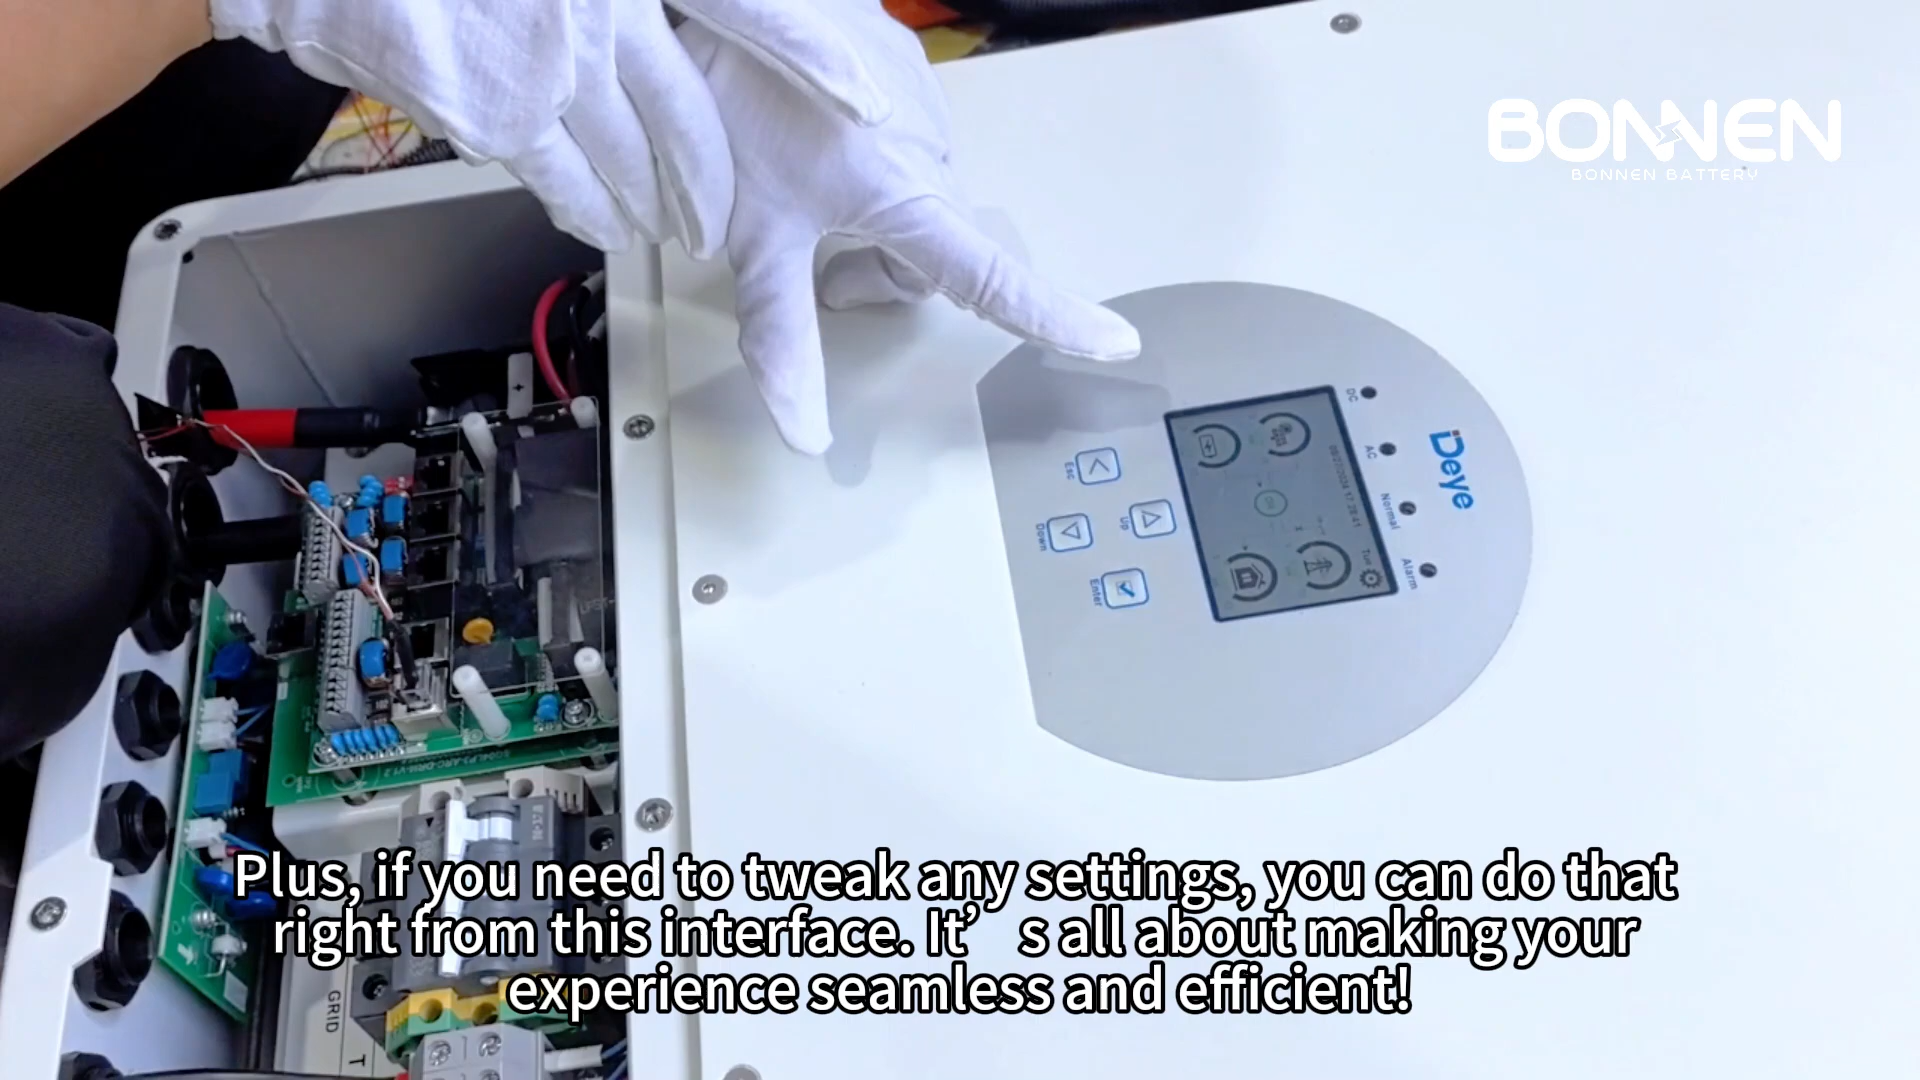 BONNEN
BONNEN BATTERY
Deye
DC
AC
Normal
Alarm
Esc
Up
Down
Enter
GRID
Plus, if you need to tweak any settings, you can do that
right from this interface. It’s all about making your
experience seamless and efficient!